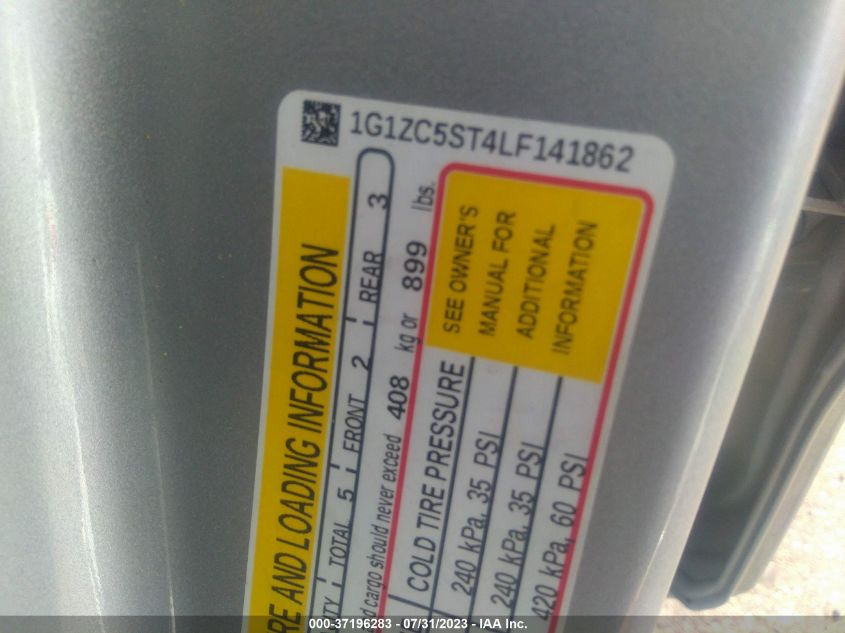 1G1ZC5ST4LF141862
RE AND LOADING INFORMATION
TOTAL 5 FRONT 2 REAR 3
cargo should never exceed 408 kg or 899 lbs.
COLD TIRE PRESSURE
240 kPa, 35 PSI
240 kPa, 35 PSI
420 kPa, 60 PSI
SEE OWNER'S
MANUAL FOR
ADDITIONAL
INFORMATION
000-37196283 - 07/31/2023 - IAA Inc.